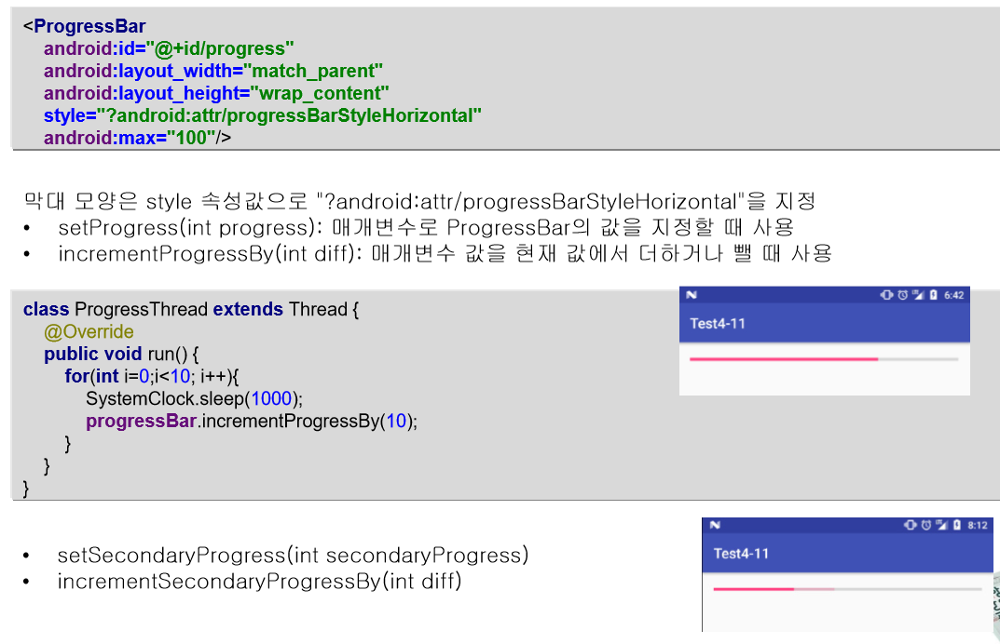 <ProgressBar
android:id="@+id/progress"
android:layout_width="match_parent"
android:layout_height="wrap_content"
style="?android:attr/progressBarStyleHorizontal"
android:max="100"/>
막대 모양은 style 속성값으로 "?android:attr/progressBarStyleHorizontal"을 지정
• setProgress(int progress): 매개변수로 ProgressBar의 값을 지정할 때 사용
• incrementProgressBy(int diff): 매개변수 값을 현재 값에서 더하거나 뺄 때 사용
class ProgressThread extends Thread {
@Override
public void run() {
for(int i=0;i<10; i++){
SystemClock.sleep(1000);
progressBar.incrementProgressBy(10);
}
}
}
6:42
Test4-11
• setSecondaryProgress(int secondaryProgress)
• incrementSecondaryProgressBy(int diff)
8:12
Test4-11